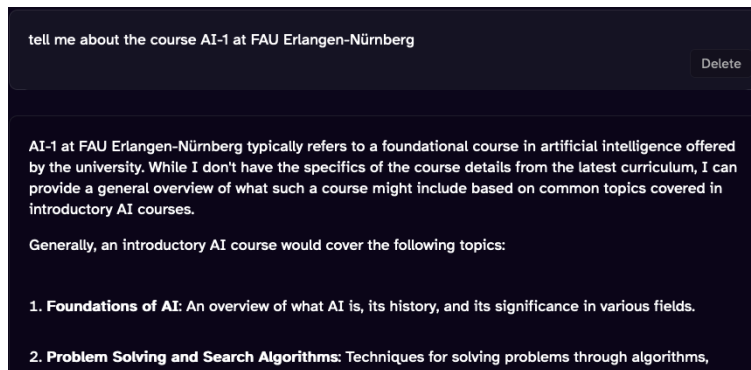 tell me about the course AI-1 at FAU Erlangen-Nürnberg
Delete
AI-1 at FAU Erlangen-Nürnberg typically refers to a foundational course in artificial intelligence offered
by the university. While I don't have the specifics of the course details from the latest curriculum, I can
provide a general overview of what such a course might include based on common topics covered in
introductory AI courses.
Generally, an introductory AI course would cover the following topics:
1. Foundations of AI: An overview of what AI is, its history, and its significance in various fields.
2. Problem Solving and Search Algorithms: Techniques for solving problems through algorithms,